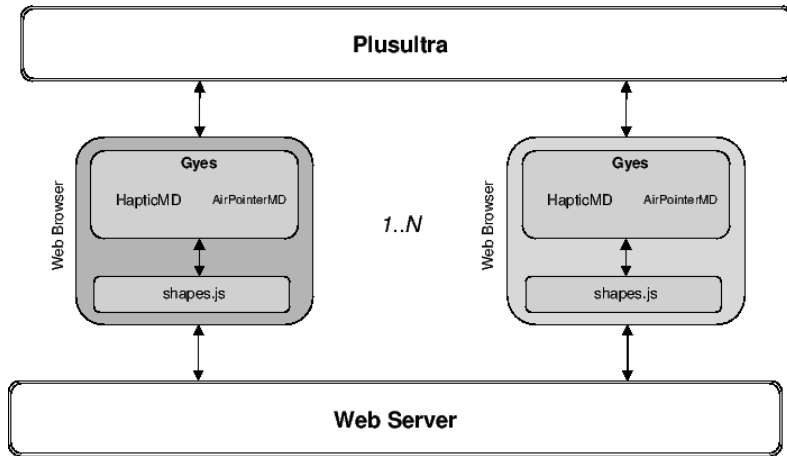 Plusultra
Gyes
HapticMD AirPointerMD
shapes.js
Web Browser
1..N
Gyes
HapticMD AirPointerMD
shapes.js
Web Browser
Web Server